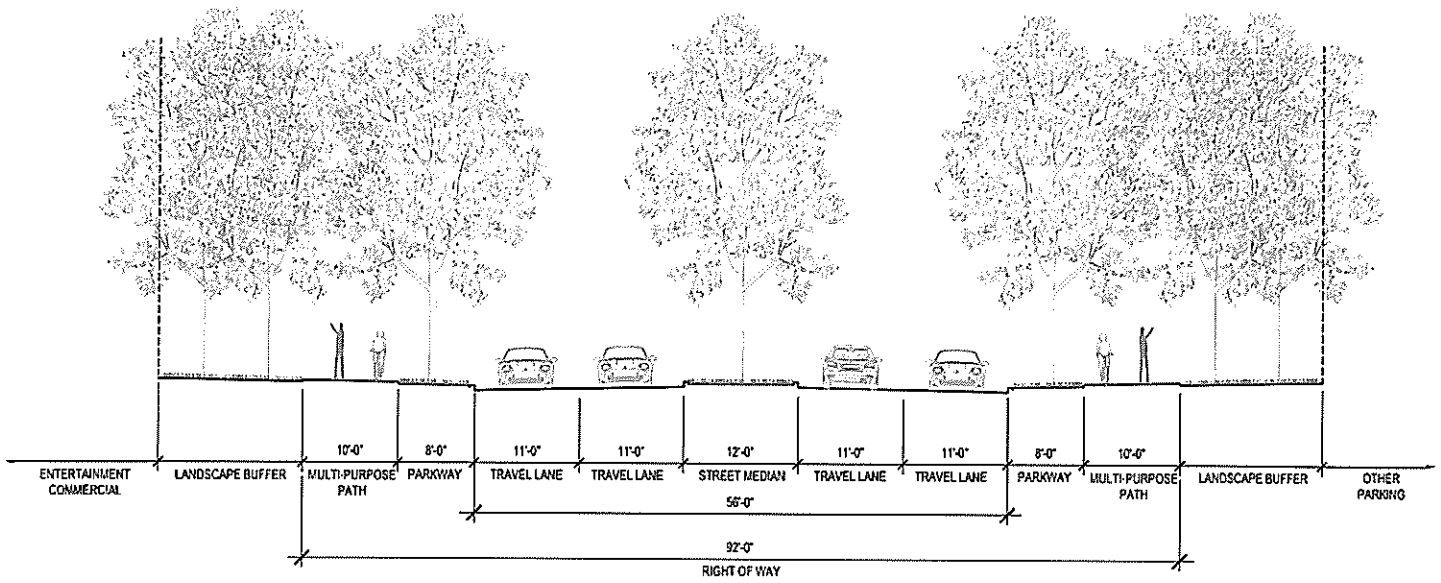 10'-0" 8'-0" 11'-0" 11'-0" 12'-0" 11'-0" 11'-0" 8'-0" 10'-0"
ENTERTAINMENT COMMERCIAL
LANDSCAPE BUFFER
MULTI-PURPOSE PATH
PARKWAY
TRAVEL LANE
TRAVEL LANE
STREET MEDIAN
TRAVEL LANE
TRAVEL LANE
PARKWAY
MULTI-PURPOSE PATH
LANDSCAPE BUFFER
OTHER PARKING
56'-0"
92'-0"
RIGHT OF WAY